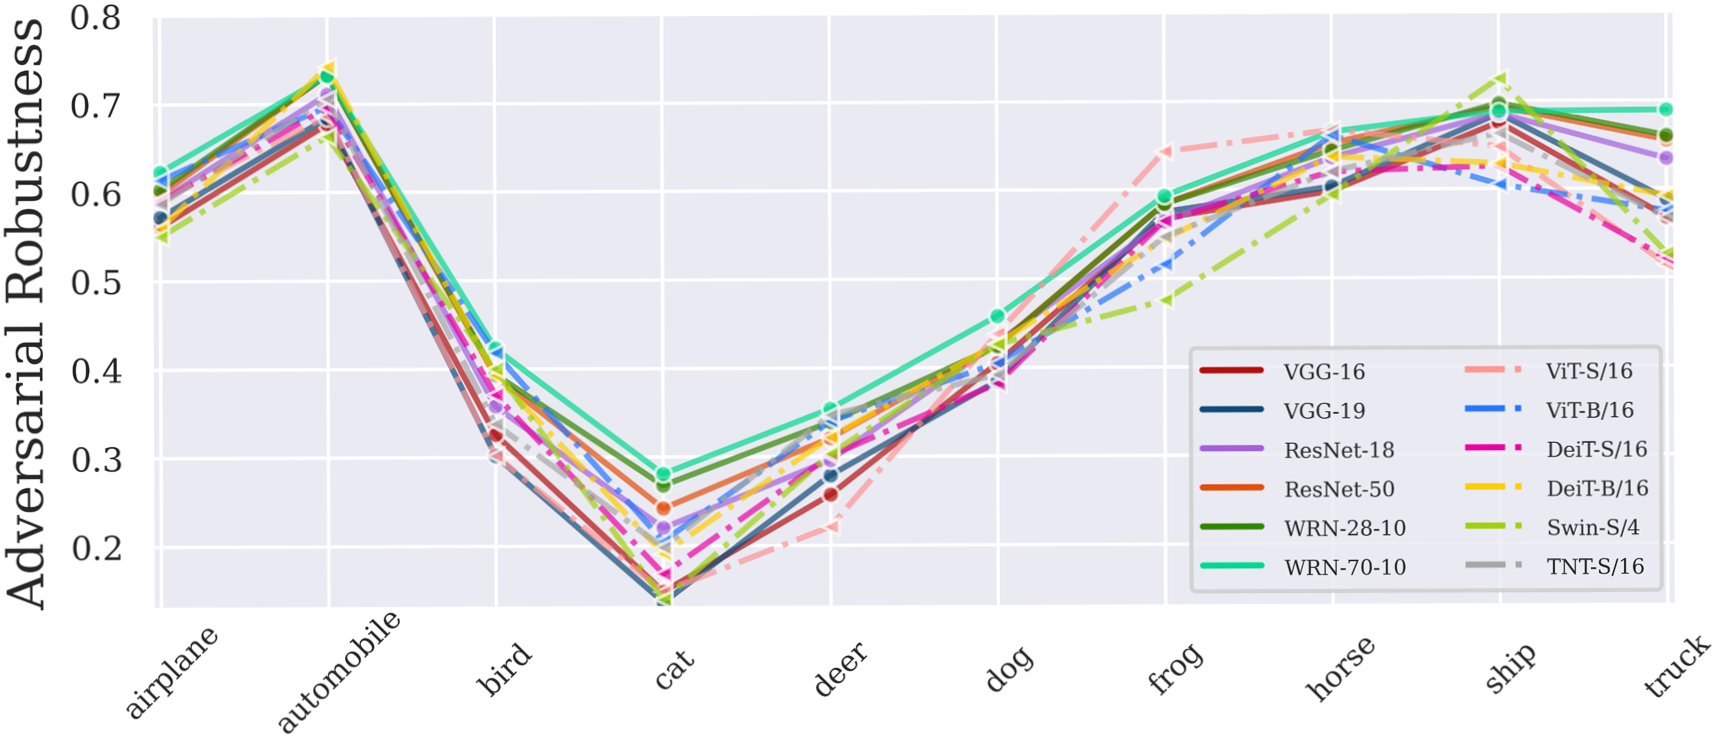 Adversarial Robustness
0.8
0.7
0.6
0.5
0.4
0.3
0.2
airplane
automobile
bird
cat
deer
dog
frog
horse
ship
truck
VGG-16
VGG-19
ResNet-18
ResNet-50
WRN-28-10
WRN-70-10
ViT-S/16
ViT-B/16
DeiT-S/16
DeiT-B/16
Swin-S/4
TNT-S/16